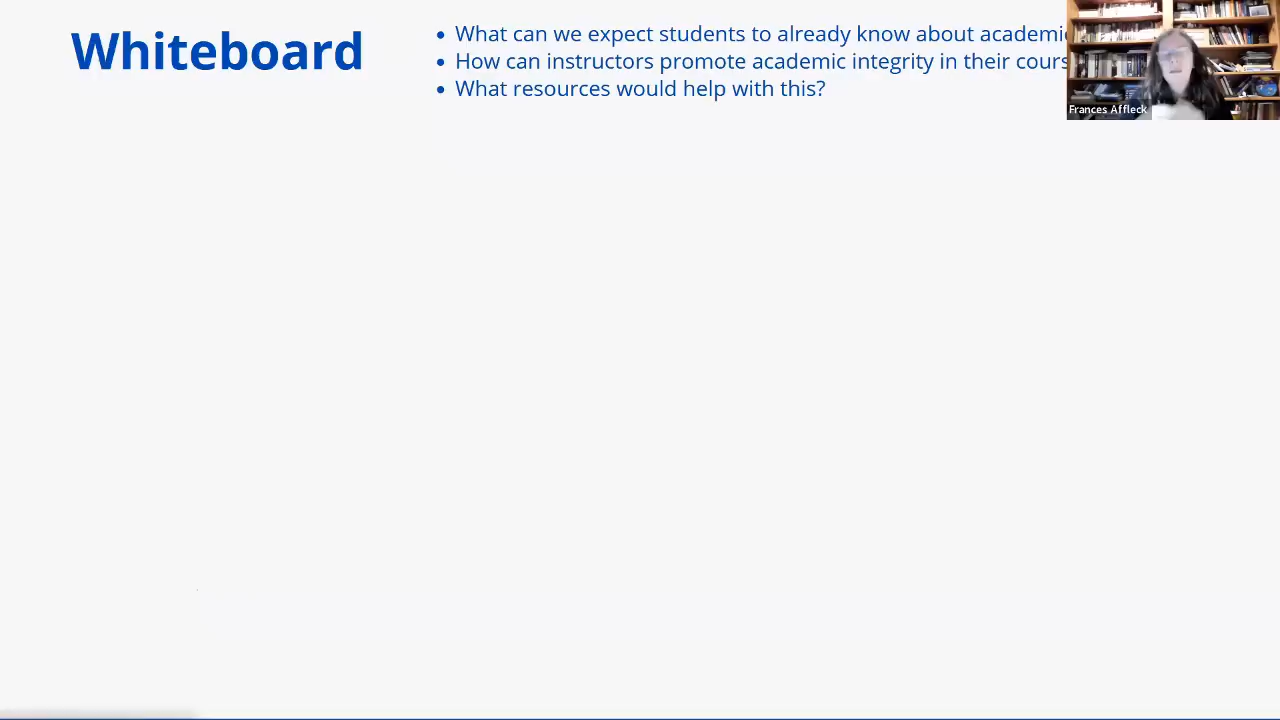 Whiteboard
• What can we expect students to already know about academic
• How can instructors promote academic integrity in their cours
• What resources would help with this?
Frances Affleck